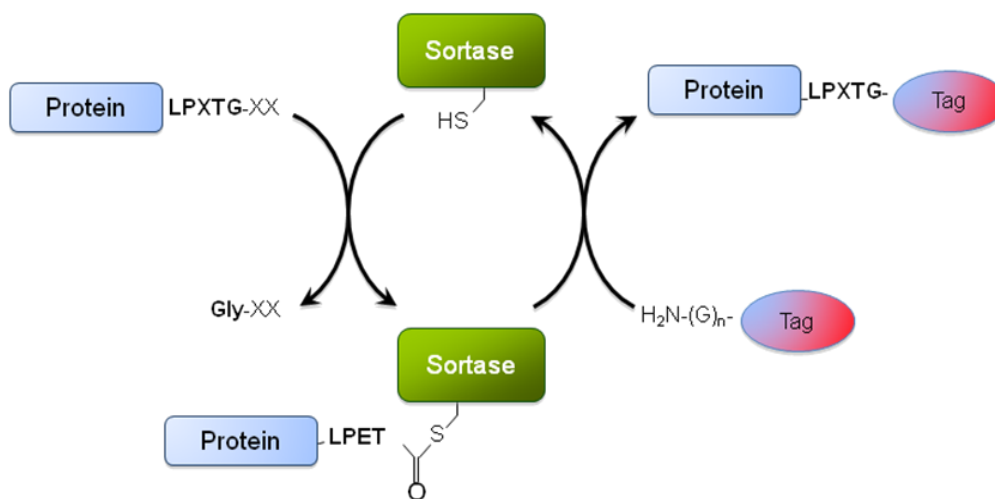 Sortase
HS
Protein LPXTG-XX
Protein LPXTG- Tag
Gly-XX
H₂N-(G)ₙ- Tag
Sortase
S
Protein LPET
O